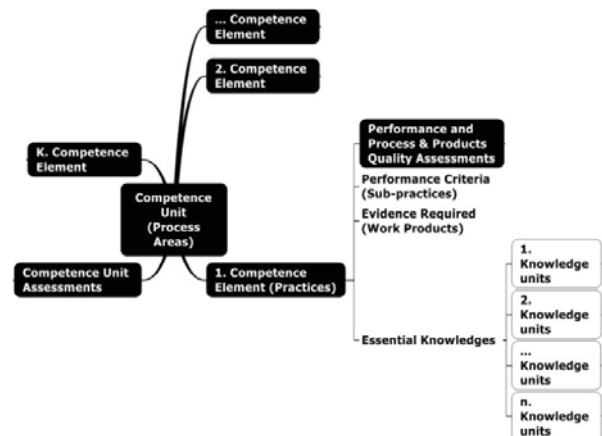 ... Competence
Element
2. Competence
Element
K. Competence
Element
Competence
Unit
(Process
Areas)
Competence Unit
Assessments
1. Competence
Element (Practices)
Performance and
Process & Products
Quality Assessments
Performance Criteria
(Sub-practices)
Evidence Required
(Work Products)
Essential Knowledges
1.
Knowledge
units
2.
Knowledge
units
...
Knowledge
units
n.
Knowledge
units